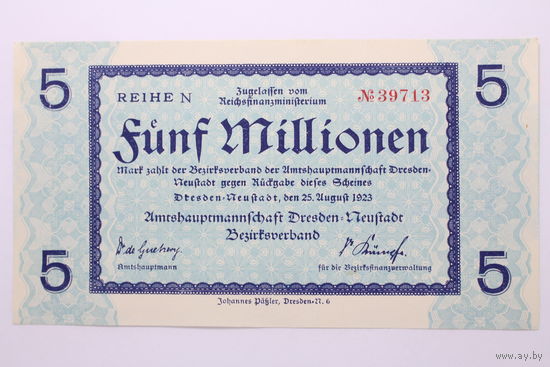 5
5
REIHE N
Zugelassen vom
Reichsfinanzministerium
№39713
Fünf Millionen
Mark zahlt der Bezirksverband der Amtshauptmannschaft Dresden-
Neustadt gegen Rückgabe dieses Scheines
Dresden-Neustadt, den 25. August 1923
Amtshauptmannschaft Dresden-Neustadt
Bezirksverband
Amtshauptmann
für die Bezirksfinanzverwaltung
5
5
Johannes Päßler, Dresden-N. 6
www.ay.by